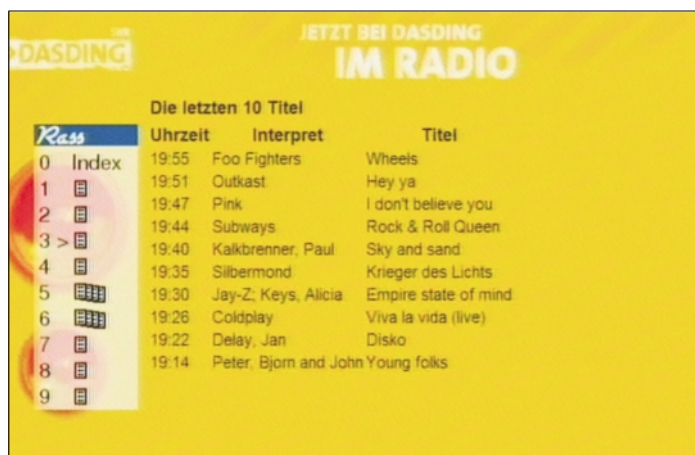 DASDING
JETZT BEI DASDING
IM RADIO
Die letzten 10 Titel
Rass
Uhrzeit Interpret Titel
0 Index
1
2
3 >
4
5
6
7
8
9
19:55 Foo Fighters Wheels
19:51 Outkast Hey ya
19:47 Pink I don't believe you
19:44 Subways Rock & Roll Queen
19:40 Kalkbrenner, Paul Sky and sand
19:35 Silbermond Krieger des Lichts
19:30 Jay-Z; Keys, Alicia Empire state of mind
19:26 Coldplay Viva la vida (live)
19:22 Delay, Jan Disko
19:14 Peter, Bjorn and John Young folks